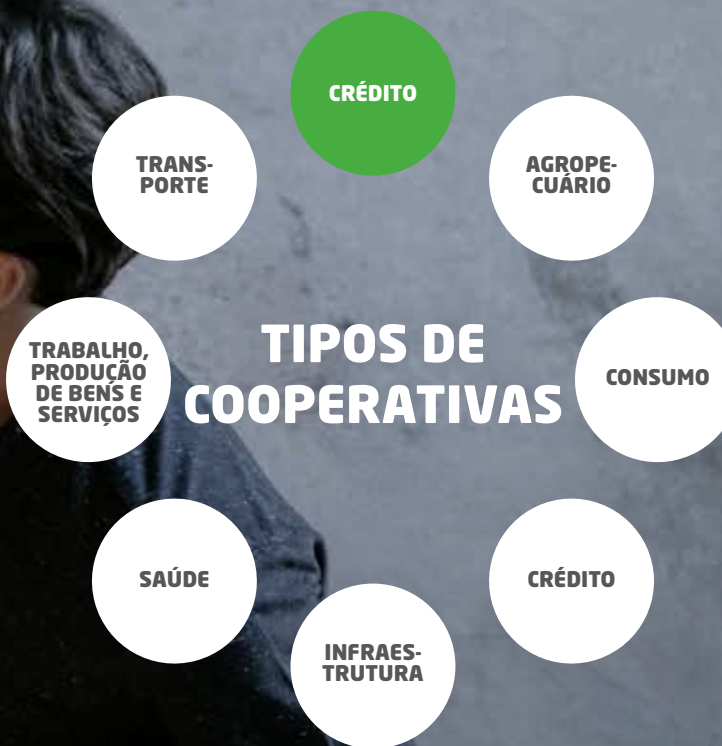 CRÉDITO
TRANS-
PORTE
AGROPE-
CUÁRIO
TIPOS DE
COOPERATIVAS
TRABALHO,
PRODUÇÃO
DE BENS E
SERVIÇOS
CONSUMO
SAÚDE
CRÉDITO
INFRAES-
TRUTURA